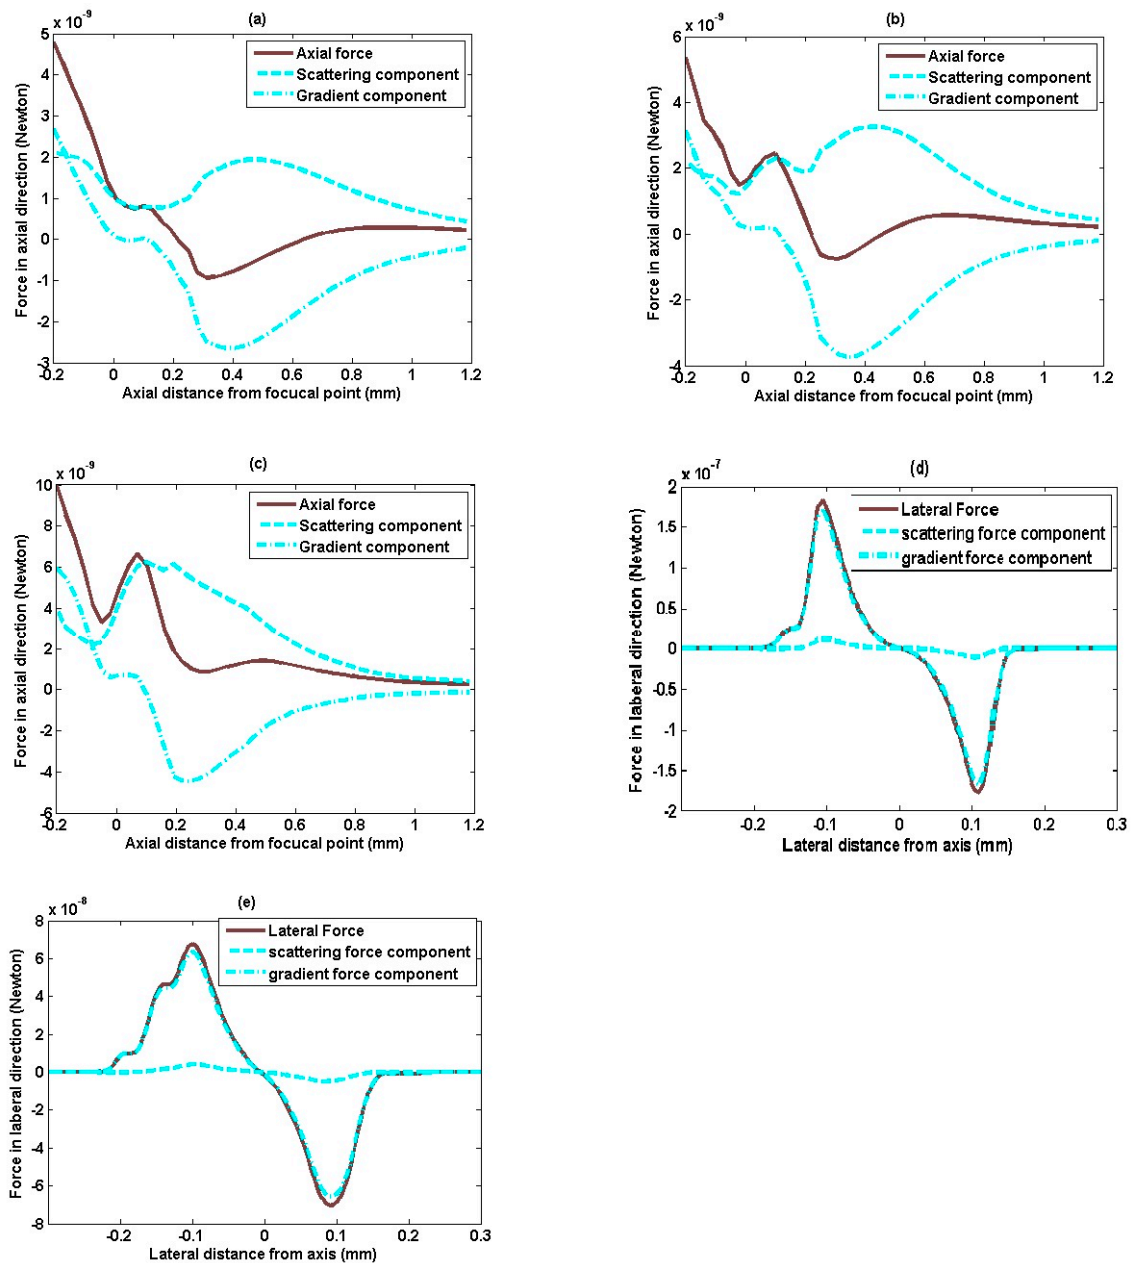 (a)
x 10^-9
5
4
3
2
1
0
-1
-2
-3
Axial force
Scattering component
Gradient component
Force in axial direction (Newton)
-0.2 0 0.2 0.4 0.6 0.8 1 1.2
Axial distance from focucal point (mm)
(b)
x 10^-9
6
4
2
0
-2
-4
Axial force
Scattering component
Gradient component
Force in axial direction (Newton)
-0.2 0 0.2 0.4 0.6 0.8 1 1.2
Axial distance from focucal point (mm)
(c)
x 10^-9
10
8
6
4
2
0
-2
-4
-6
Axial force
Scattering component
Gradient component
Force in axial direction (Newton)
-0.2 0 0.2 0.4 0.6 0.8 1 1.2
Axial distance from focucal point (mm)
(d)
x 10^-7
2
1.5
1
0.5
0
-0.5
-1
-1.5
-2
Lateral Force
scattering force component
gradient force component
Force in laberal direction (Newton)
-0.2 -0.1 0 0.1 0.2 0.3
Lateral distance from axis (mm)
(e)
x 10^-8
8
6
4
2
0
-2
-4
-6
-8
Lateral Force
scattering force component
gradient force component
Force in laberal direction (Newton)
-0.2 -0.1 0 0.1 0.2 0.3
Lateral distance from axis (mm)